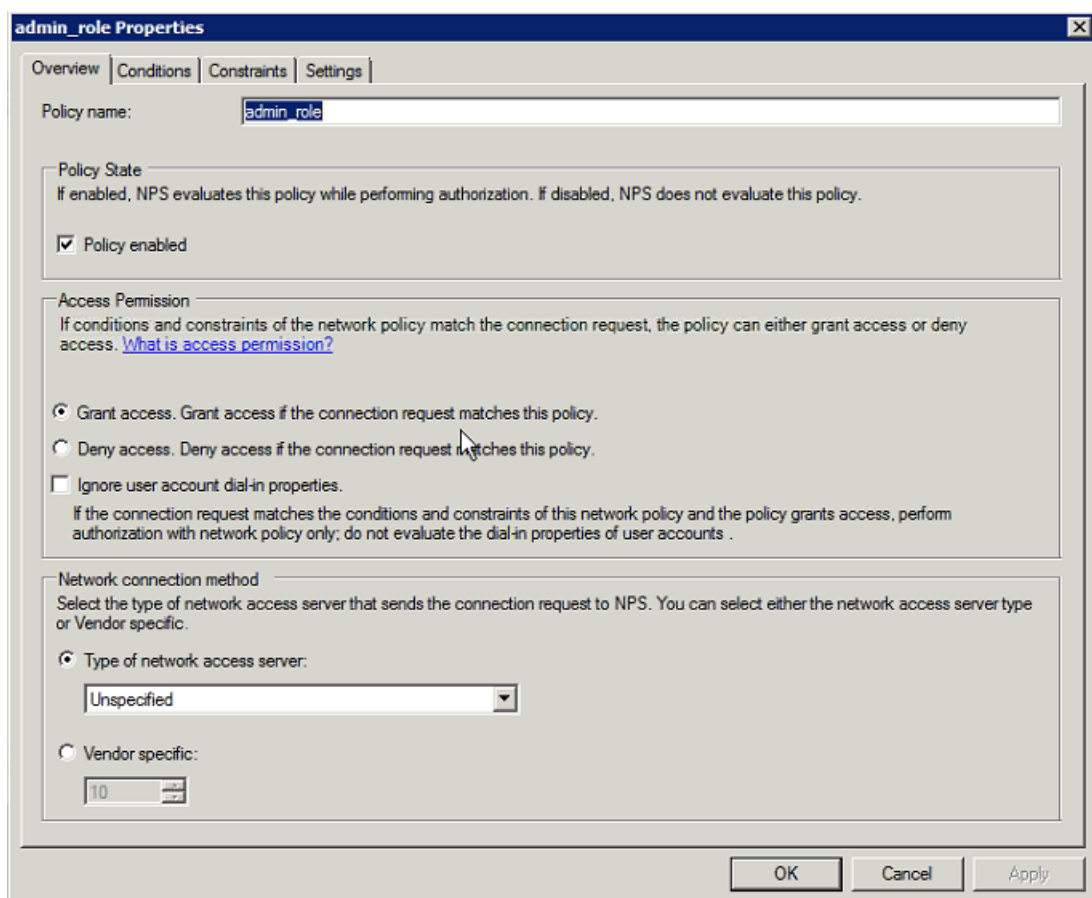 admin_role Properties
Overview
Conditions
Constraints
Settings
Policy name:
admin_role
Policy State
If enabled, NPS evaluates this policy while performing authorization. If disabled, NPS does not evaluate this policy.
Policy enabled
Access Permission
If conditions and constraints of the network policy match the connection request, the policy can either grant access or deny
access. What is access permission?
Grant access. Grant access if the connection request matches this policy.
Deny access. Deny access if the connection request matches this policy.
Ignore user account dial-in properties.
If the connection request matches the conditions and constraints of this network policy and the policy grants access, perform
authorization with network policy only; do not evaluate the dial-in properties of user accounts .
Network connection method
Select the type of network access server that sends the connection request to NPS. You can select either the network access server type
or Vendor specific.
Type of network access server:
Unspecified
Vendor specific:
10
OK
Cancel
Apply